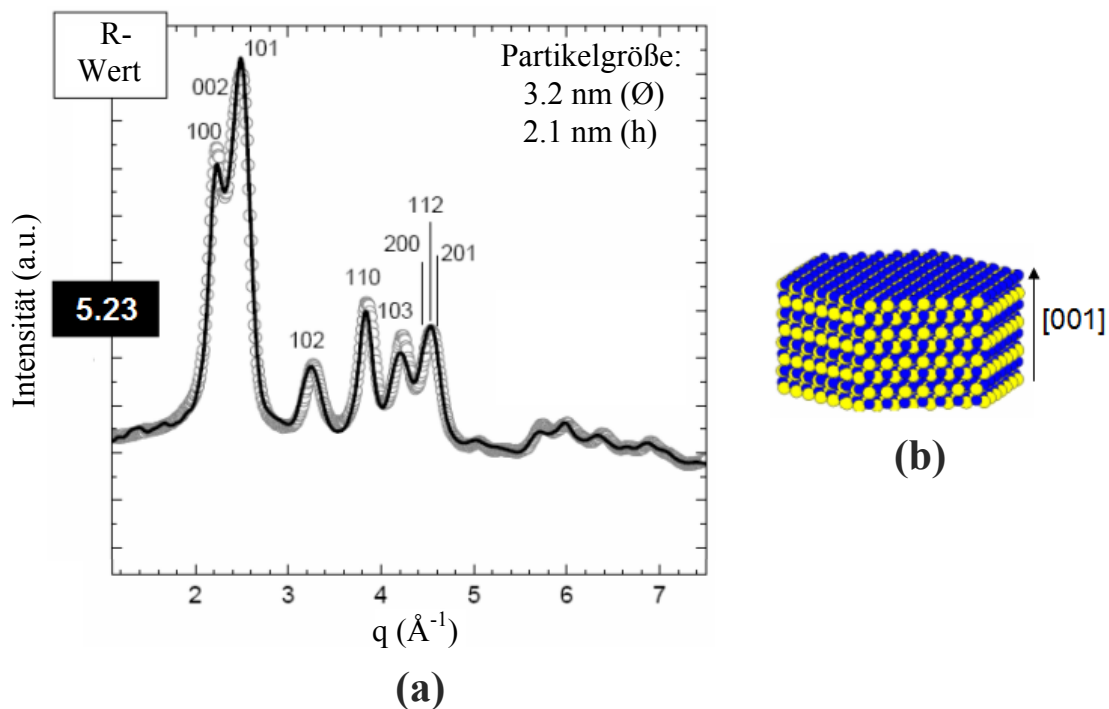 R-
Wert
5.23
Intensität (a.u.)
101
002
100
Partikelgröße:
3.2 nm (Ø)
2.1 nm (h)
112
200
201
110
103
102
2 3 4 5 6 7
q (Å⁻¹)
(a)
[001]
(b)